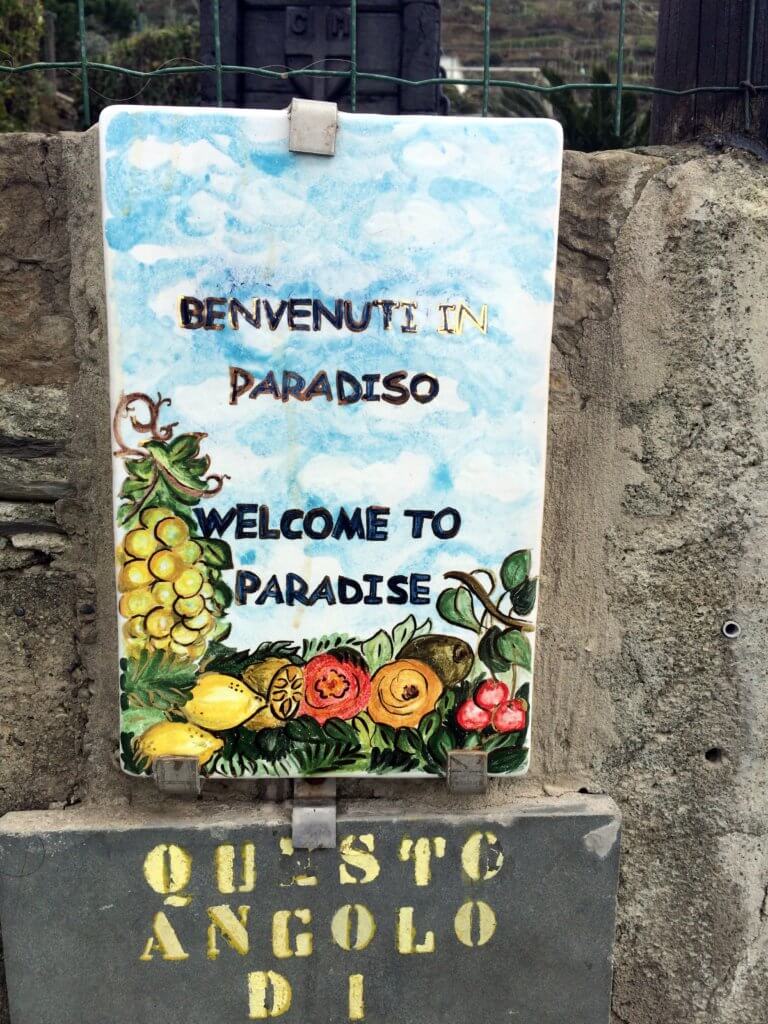 C M
BENVENUTI IN
PARADISO
WELCOME TO
PARADISE
QUESTO
ANGOLO
DI